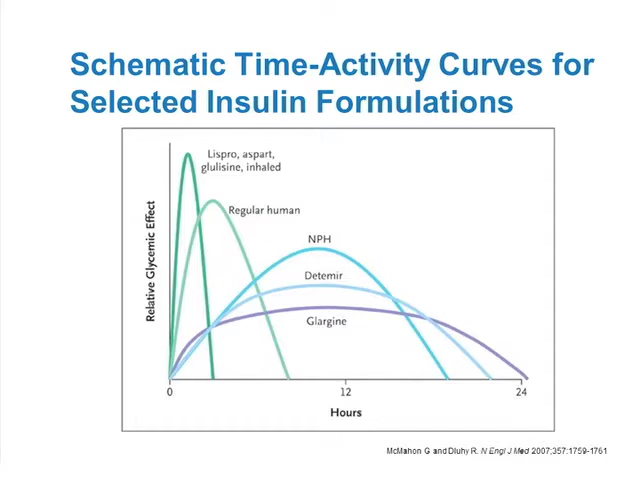 Schematic Time-Activity Curves for
Selected Insulin Formulations
Lispro, aspart,
glulisine, inhaled
Regular human
NPH
Detemir
Glargine
Relative Glycemic Effect
0
12
24
Hours
McMahon G and Dluhy R. N Engl J Med 2007;357:1759-1761